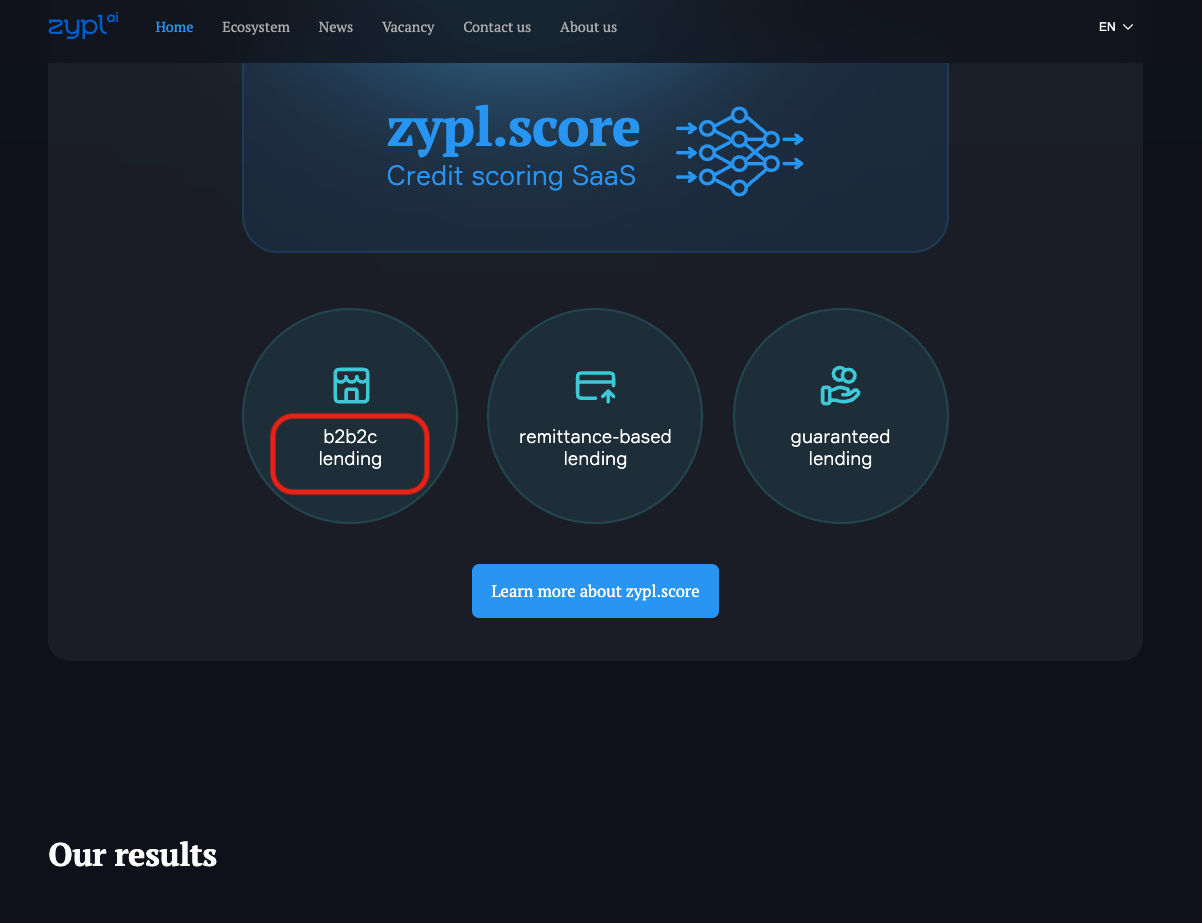 zypl ai
Home
Ecosystem
News
Vacancy
Contact us
About us
EN
zypl.score
Credit scoring SaaS
b2b2c
lending
remittance-based
lending
guaranteed
lending
Learn more about zypl.score
Our results